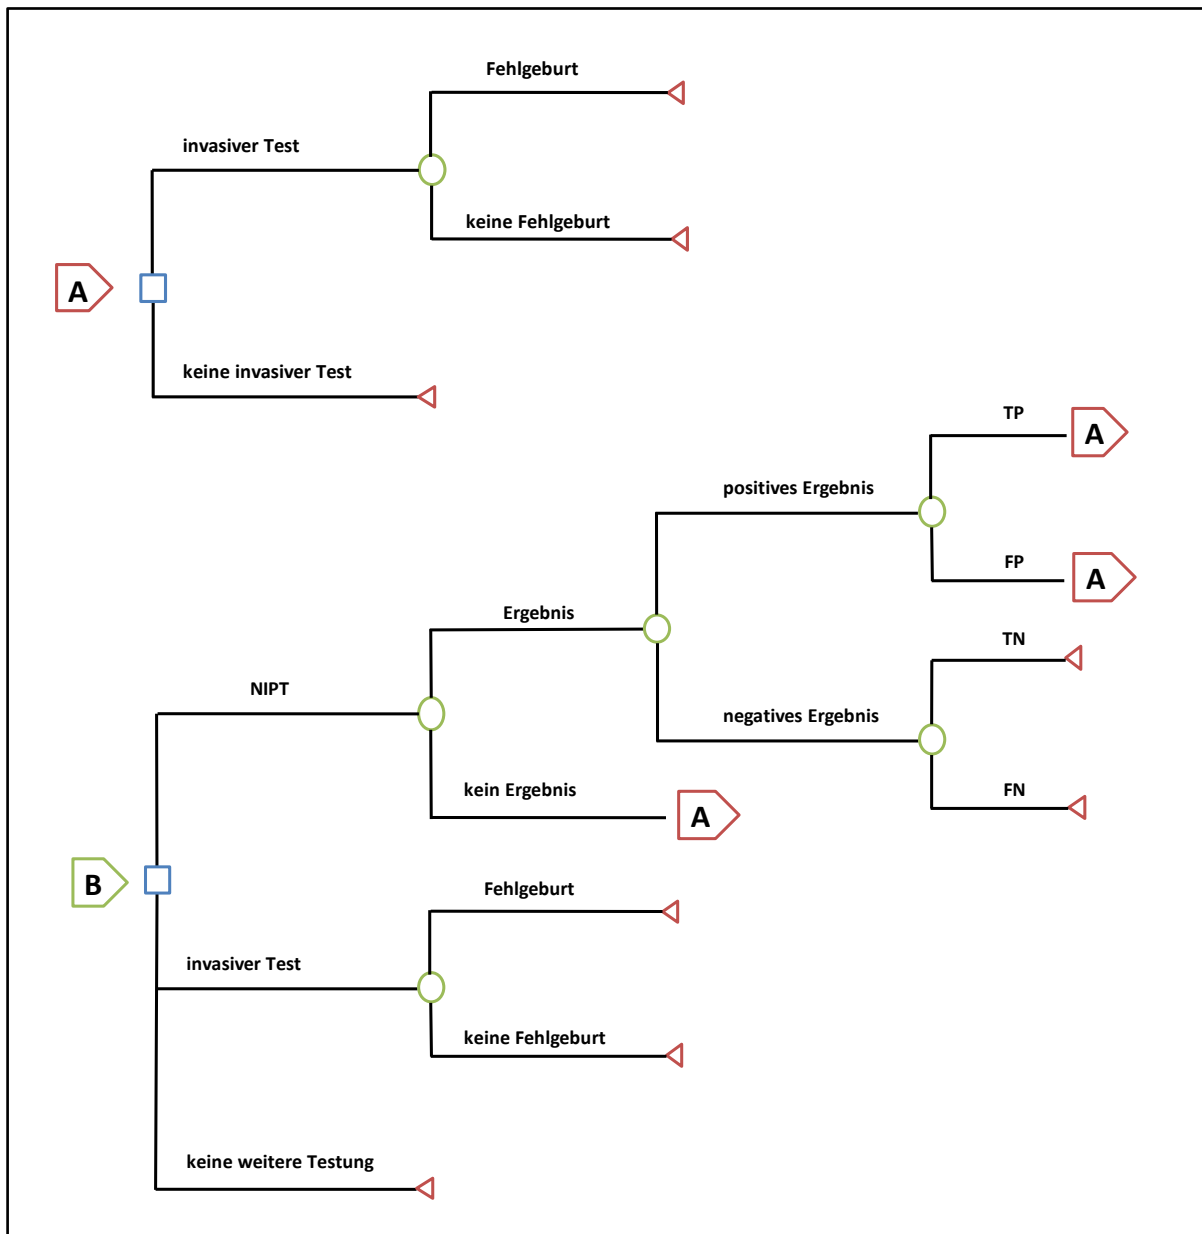 Fehlgeburt
invasiver Test
keine Fehlgeburt
A
keine invasiver Test
TP
A
positives Ergebnis
FP
A
Ergebnis
TN
NIPT
negatives Ergebnis
kein Ergebnis
FN
A
B
Fehlgeburt
invasiver Test
keine Fehlgeburt
keine weitere Testung